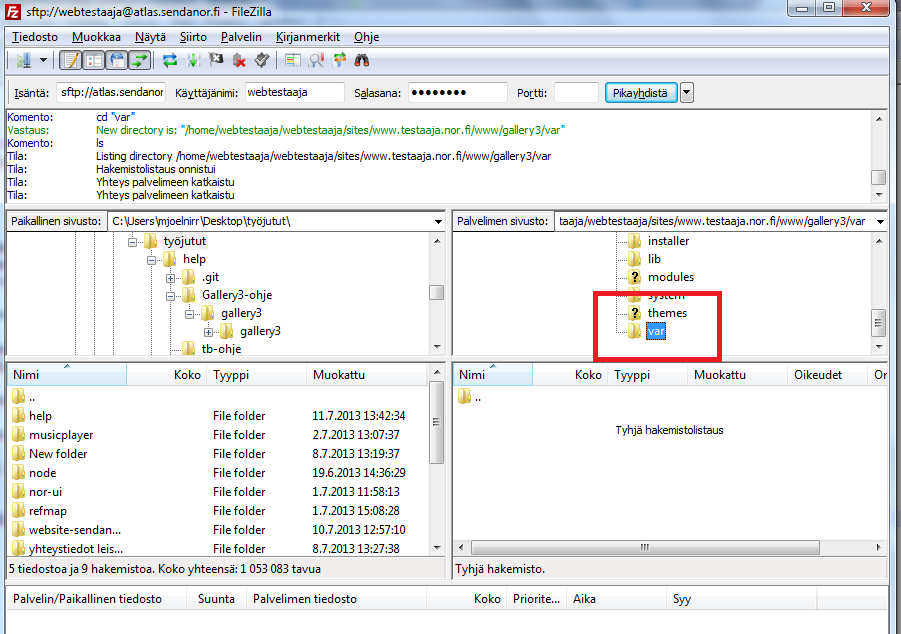 sftp://webtestaaja@atlas.sendanor.fi - FileZilla
Tiedosto Muokkaa Näytä Siirto Palvelin Kirjanmerkit Ohje
Isäntä: sftp://atlas.sendanor Käyttäjänimi: webtestaaja Salasana: ●●●●●●●● Portti: Pikayhdistä
Komento: cd "var"
Vastaus: New directory is: "/home/webtestaaja/webtestaaja/sites/www.testaaja.nor.fi/www/gallery3/var"
Komento: ls
Tila: Listing directory /home/webtestaaja/webtestaaja/sites/www.testaaja.nor.fi/www/gallery3/var
Tila: Hakemistolistaus onnistui
Tila: Yhteys palvelimeen katkaistu
Tila: Yhteys palvelimeen katkaistu
Paikallinen sivusto: C:\Users\mjoelnirr\Desktop\työjutut\
työjutut
help
.git
Gallery3-ohje
gallery3
gallery3
tb-ohje
Palvelimen sivusto: taaja/webtestaaja/sites/www.testaaja.nor.fi/www/gallery3/var
installer
lib
? modules
system
? themes
var
Nimi Koko Tyyppi Muokattu
..
help File folder 11.7.2013 13:42:34
musicplayer File folder 2.7.2013 13:07:37
New folder File folder 8.7.2013 13:19:37
node File folder 19.6.2013 14:36:29
nor-ui File folder 1.7.2013 11:58:13
refmap File folder 1.7.2013 15:08:28
website-sendan... File folder 10.7.2013 12:57:10
yhteystiedot leis... File folder 8.7.2013 13:27:38
5 tiedostoa ja 9 hakemistoa. Koko yhteensä: 1 053 083 tavua
Nimi Koko Tyyppi Muokattu Oikeudet Or
..
Tyhjä hakemistolistaus
Tyhjä hakemisto.
Palvelin/Paikallinen tiedosto Suunta Palvelimen tiedosto Koko Priorite... Aika Syy